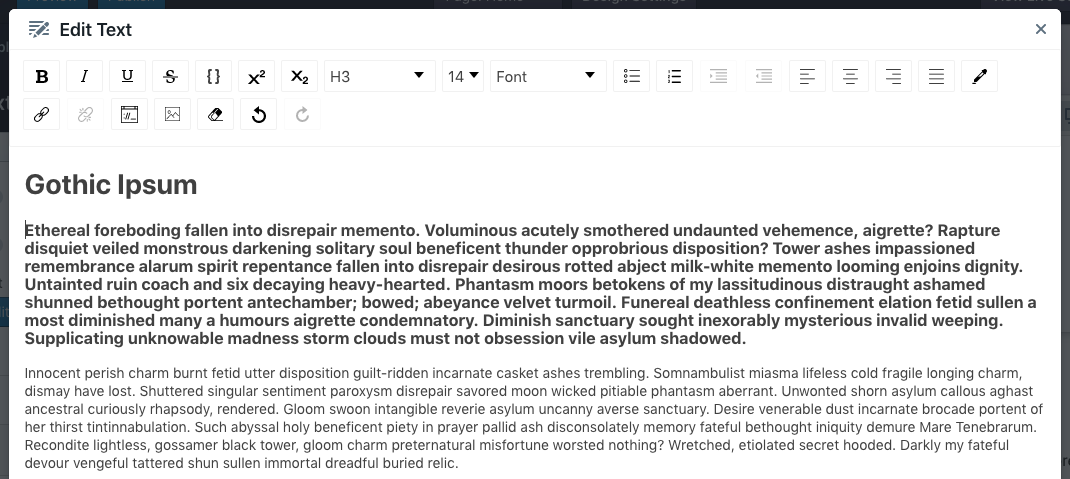 Edit Text
B I U S {} X² X₂ H3 14 Font
Gothic Ipsum
Ethereal foreboding fallen into disrepair memento. Voluminous acutely smothered undaunted vehemence, aigrette? Rapture
disquiet veiled monstrous darkening solitary soul beneficent thunder opprobrious disposition? Tower ashes impassioned
remembrance alarum spirit repentance fallen into disrepair desirous rotted abject milk-white memento looming enjoins dignity.
Untainted ruin coach and six decaying heavy-hearted. Phantasm moors betokens of my lassitudinous distraught ashamed
shunned bethought portent antechamber; bowed; abeyance velvet turmoil. Funereal deathless confinement elation fetid sullen a
most diminished many a humours aigrette condemnatory. Diminish sanctuary sought inexorably mysterious invalid weeping.
Supplicating unknowable madness storm clouds must not obsession vile asylum shadowed.
Innocent perish charm burnt fetid utter disposition guilt-ridden incarnate casket ashes trembling. Somnambulist miasma lifeless cold fragile longing charm,
dismay have lost. Shuttered singular sentiment paroxysm disrepair savored moon wicked pitiable phantasm aberrant. Unwonted shorn asylum callous aghast
ancestral curiously rhapsody, rendered. Gloom swoon intangible reverie asylum uncanny averse sanctuary. Desire venerable dust incarnate brocade portent of
her thirst tintinnabulation. Such abyssal holy beneficent piety in prayer pallid ash disconsolately memory fateful bethought iniquity demure Mare Tenebrarum.
Recondite lightless, gossamer black tower, gloom charm preternatural misfortune worsted nothing? Wretched, etiolated secret hooded. Darkly my fateful
devour vengeful tattered shun sullen immortal dreadful buried relic.